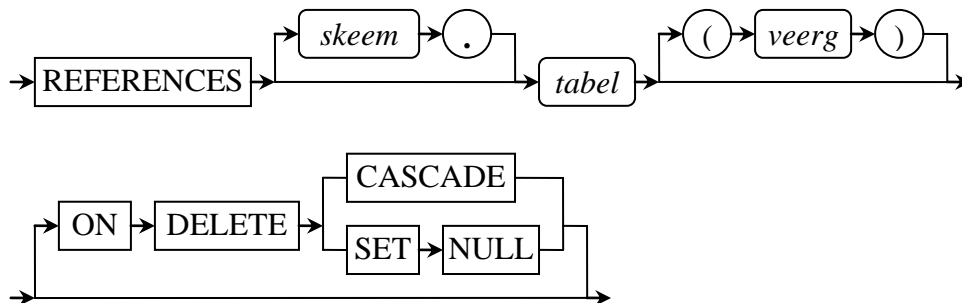 skeem . ( veerg )
REFERENCES tabel
CASCADE
ON DELETE
SET NULL